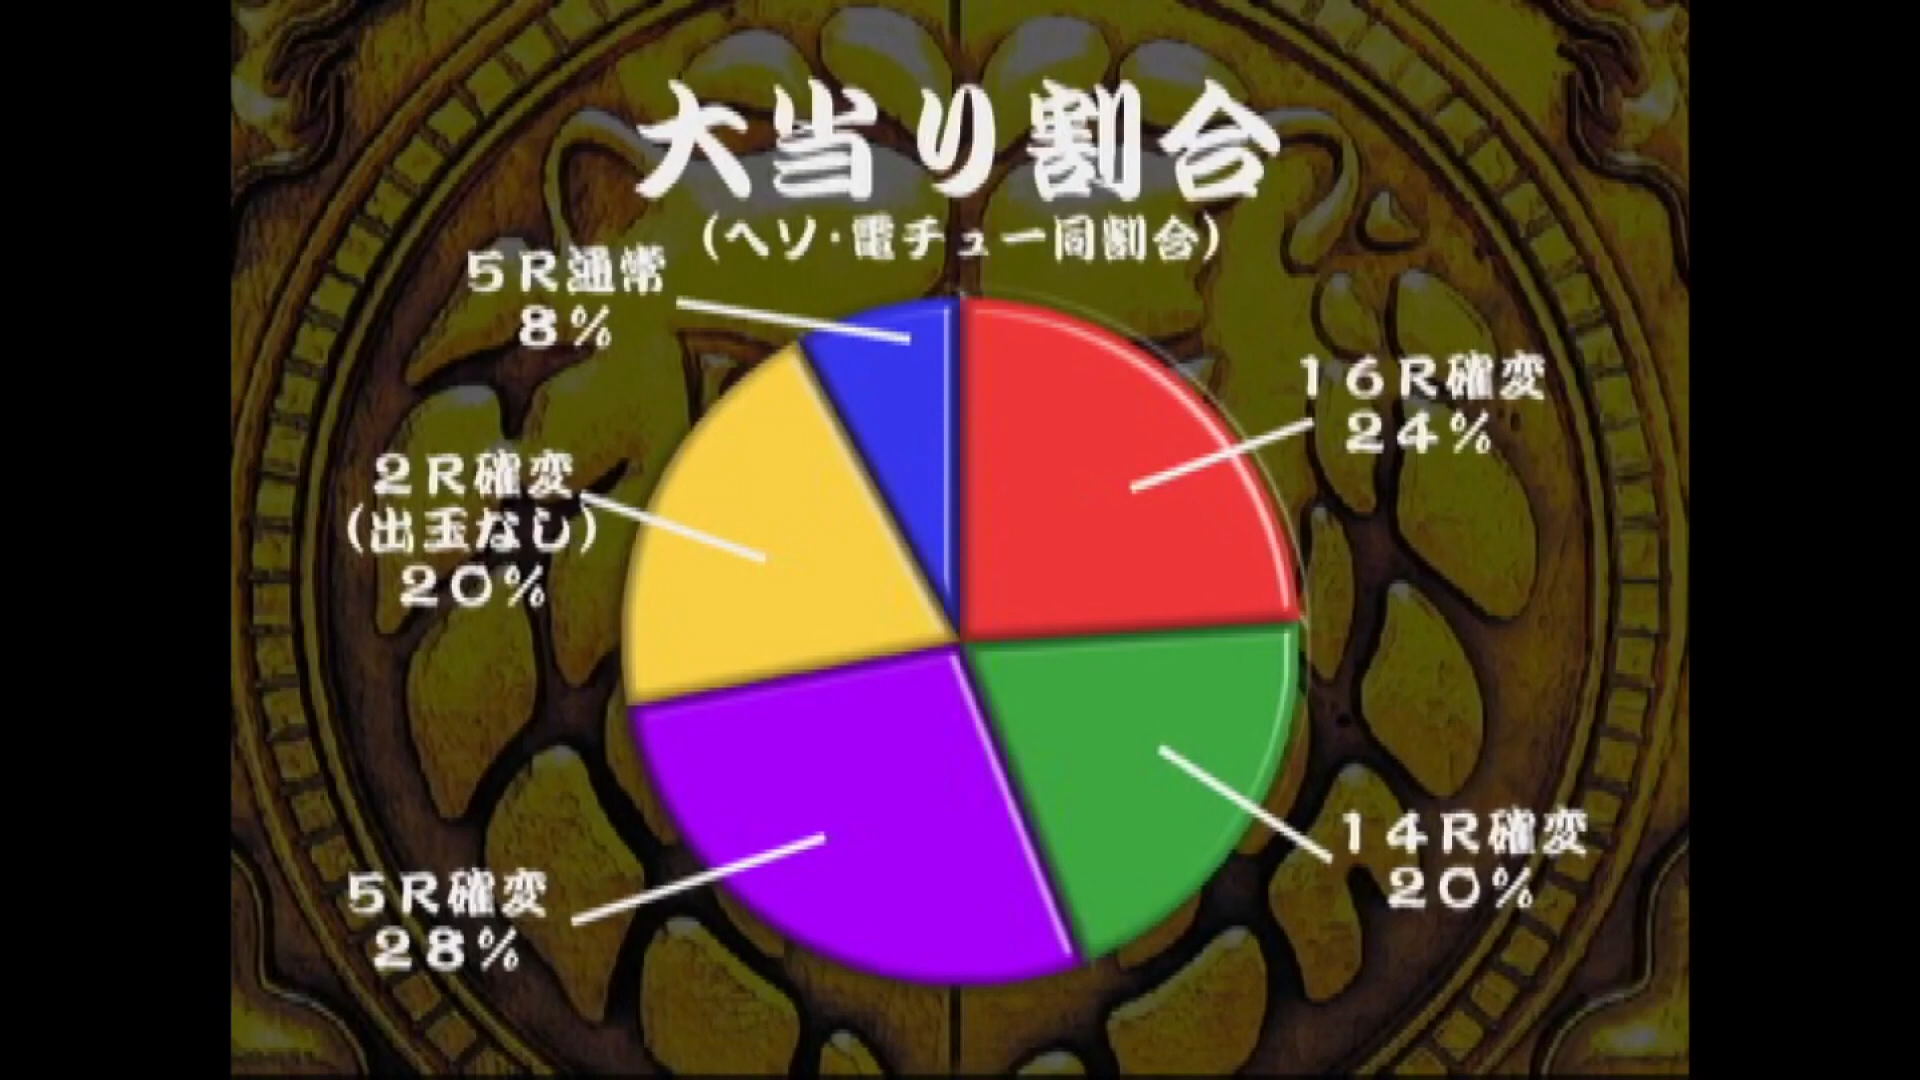 大当り割合
(ヘソ・電チュー同割合)
5R通常
8%
16R確変
24%
2R確変
(出玉なし)
20%
14R確変
20%
5R確変
28%